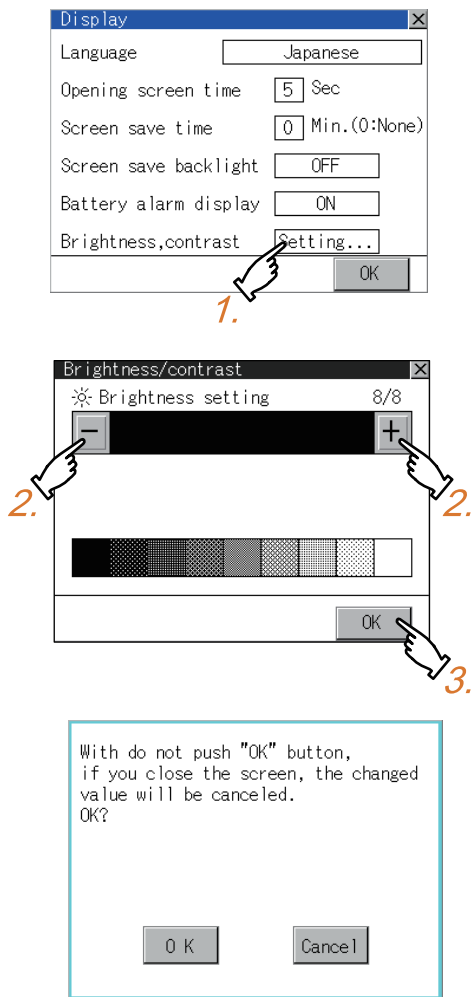 Display
Language Japanese
Opening screen time 5 Sec
Screen save time 0 Min.(0:None)
Screen save backlight OFF
Battery alarm display ON
Brightness,contrast Setting...
OK
1.
Brightness/contrast
Brightness setting 8/8
− +
2. 2.
OK
3.
With do not push "OK" button,
if you close the screen, the changed
value will be canceled.
OK?
O K Cancel